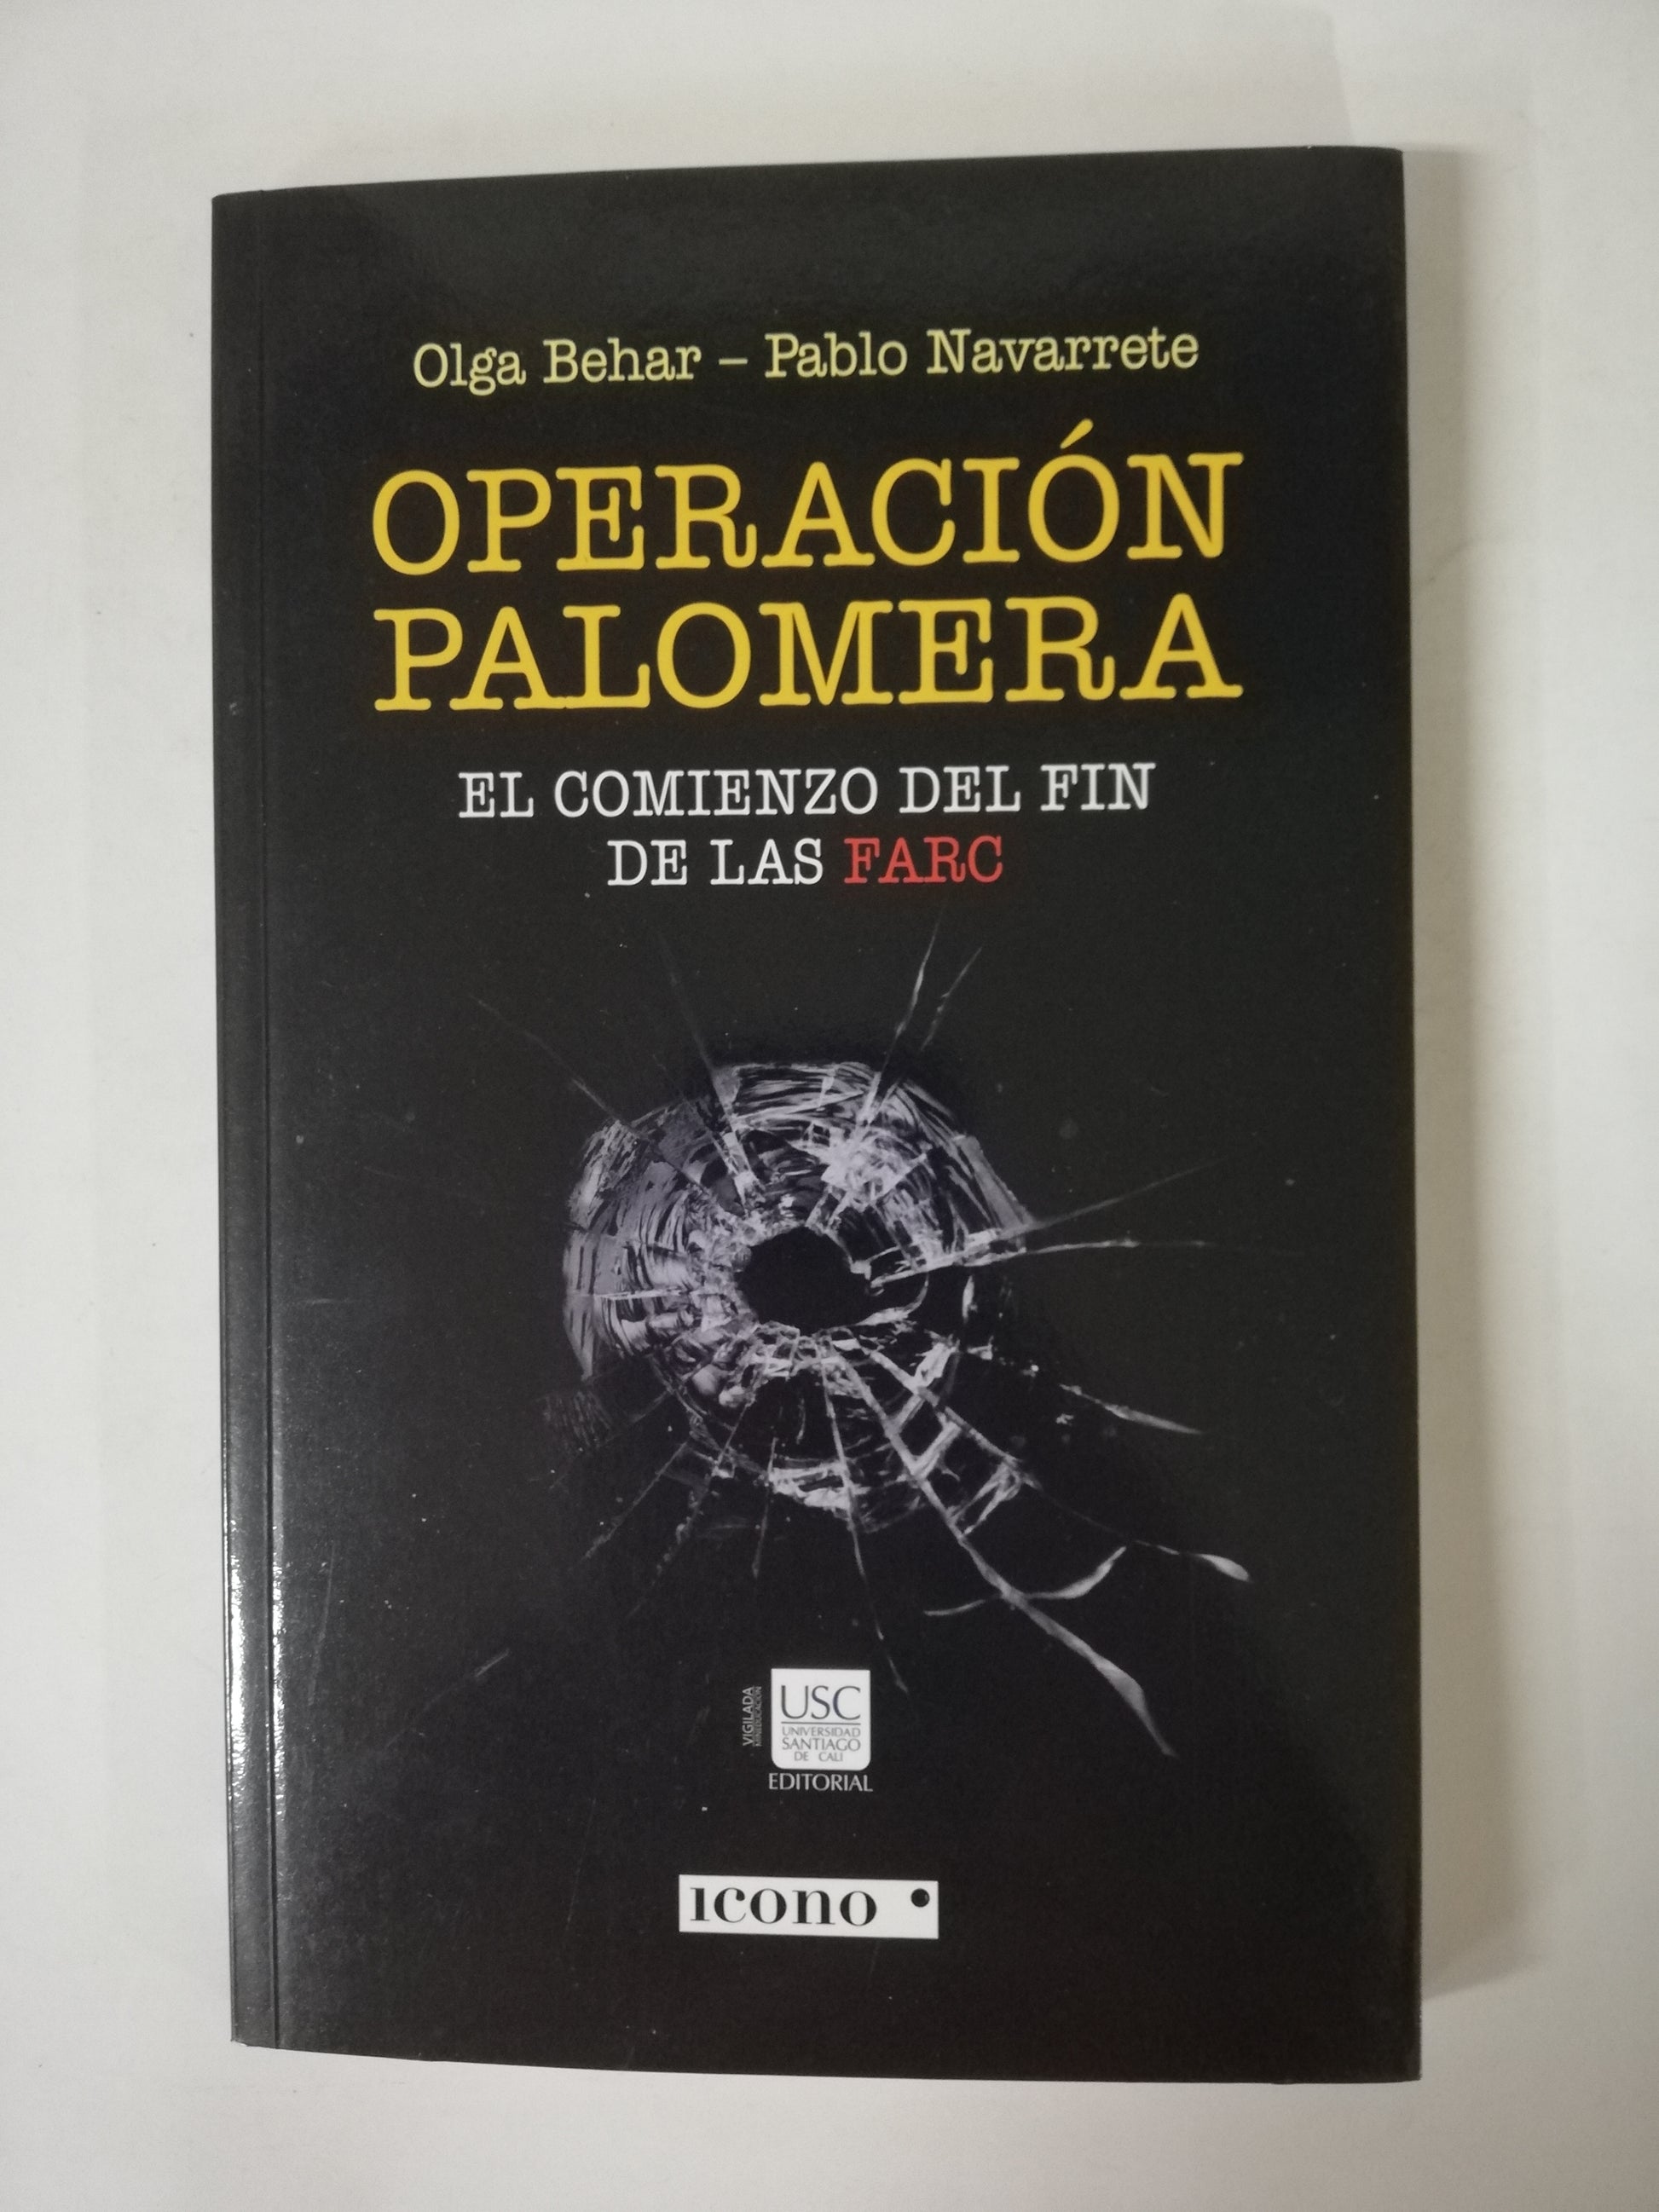 Olga Behar – Pablo Navarrete
OPERACIÓN
PALOMERA
EL COMIENZO DEL FIN
DE LAS FARC
VIGILADA
MINEDUCACIÓN
USC
UNIVERSIDAD
SANTIAGO
DE CALI
EDITORIAL
icono